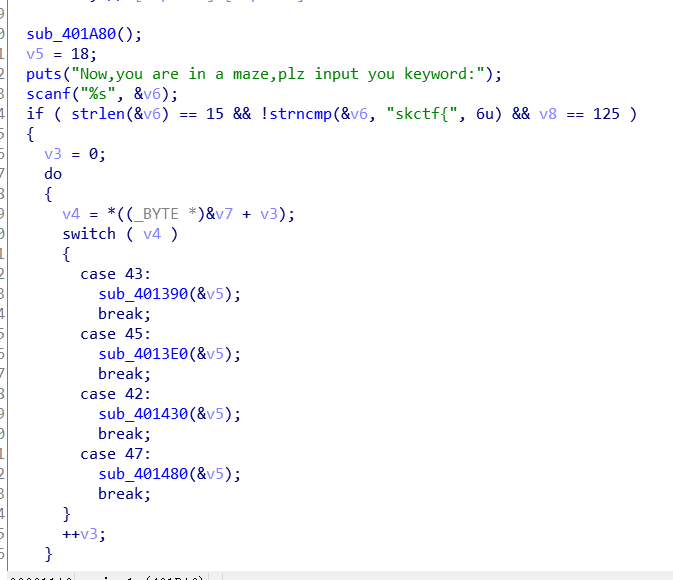 sub_401A80();
v5 = 18;
puts("Now,you are in a maze,plz input you keyword:");
scanf("%s", &v6);
if ( strlen(&v6) == 15 && !strncmp(&v6, "skctf{", 6u) && v8 == 125 )
{
v3 = 0;
do
{
v4 = *((_BYTE *)&v7 + v3);
switch ( v4 )
{
case 43:
sub_401390(&v5);
break;
case 45:
sub_4013E0(&v5);
break;
case 42:
sub_401430(&v5);
break;
case 47:
sub_401480(&v5);
break;
}
++v3;
}